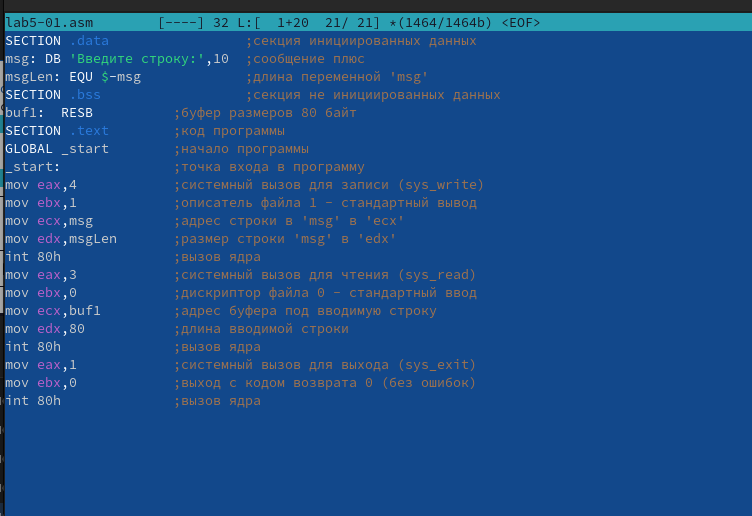 lab5-01.asm [----] 32 L:[ 1+20 21/ 21] *(1464/1464b) <EOF>
SECTION .data ;секция инициированных данных
msg: DB 'Введите строку:',10 ;сообщение плюс
msgLen: EQU $-msg ;длина переменной 'msg'
SECTION .bss ;секция не инициированных данных
buf1: RESB ;буфер размеров 80 байт
SECTION .text ;код программы
GLOBAL _start ;начало программы
_start: ;точка входа в программу
mov eax,4 ;системный вызов для записи (sys_write)
mov ebx,1 ;описатель файла 1 - стандартный вывод
mov ecx,msg ;адрес строки в 'msg' в 'ecx'
mov edx,msgLen ;размер строки 'msg' в 'edx'
int 80h ;вызов ядра
mov eax,3 ;системный вызов для чтения (sys_read)
mov ebx,0 ;дискриптор файла 0 - стандартный ввод
mov ecx,buf1 ;адрес буфера под вводимую строку
mov edx,80 ;длина вводимой строки
int 80h ;вызов ядра
mov eax,1 ;системный вызов для выхода (sys_exit)
mov ebx,0 ;выход с кодом возврата 0 (без ошибок)
int 80h ;вызов ядра